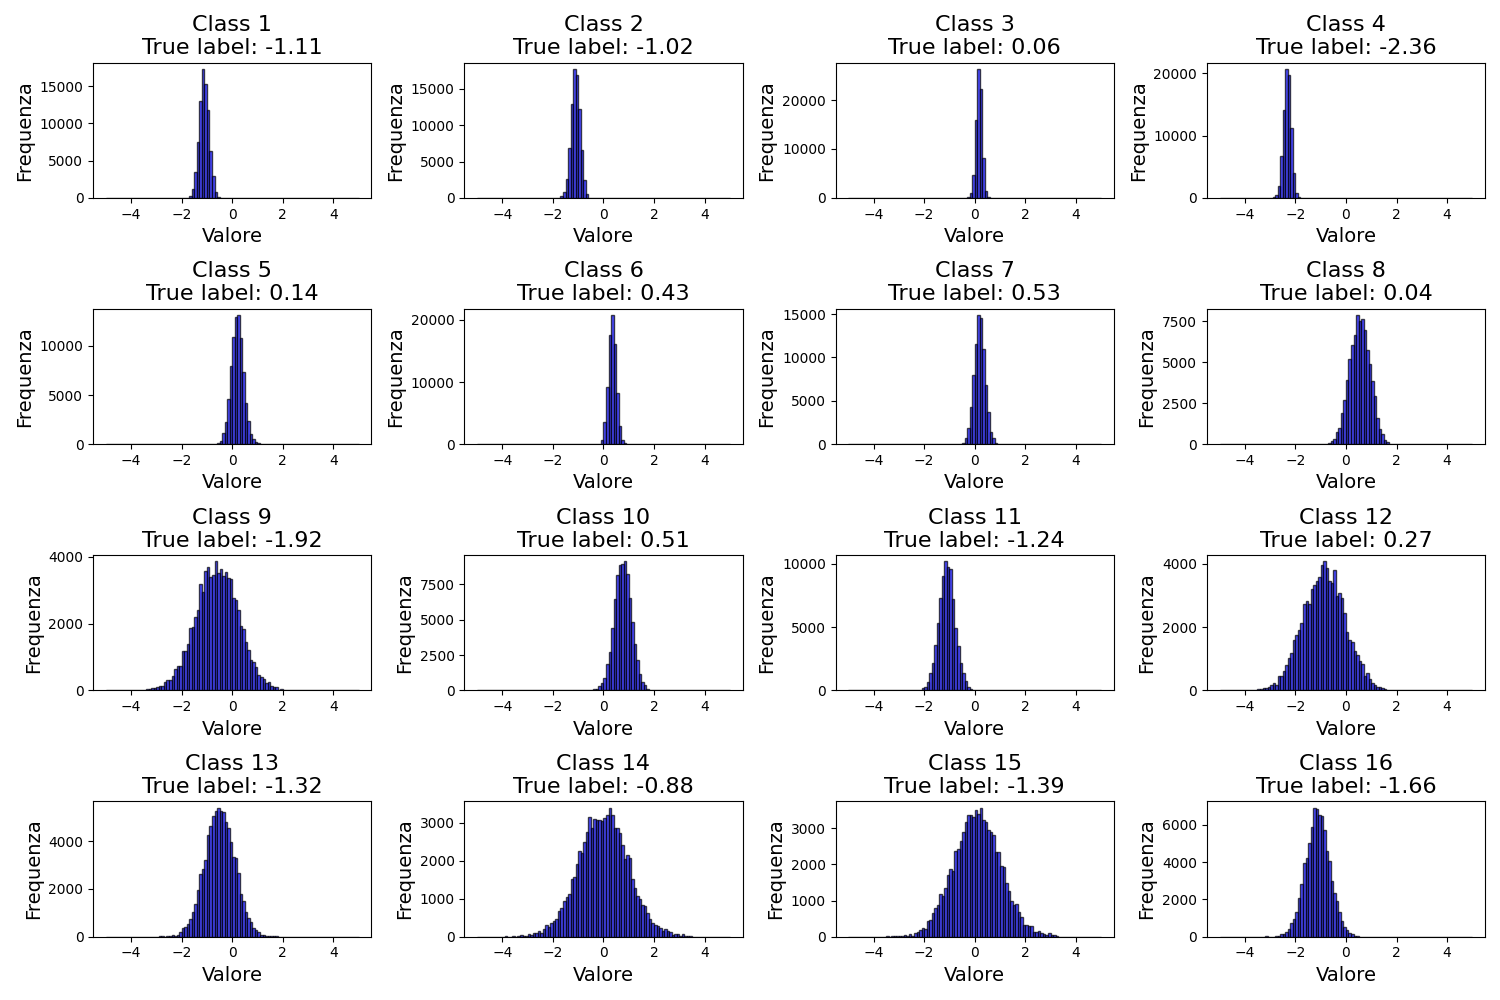 Class 1
True label: -1.11
Frequenza
15000
10000
5000
0
−4 −2 0 2 4
Valore
Class 2
True label: -1.02
Frequenza
15000
10000
5000
0
−4 −2 0 2 4
Valore
Class 3
True label: 0.06
Frequenza
20000
10000
0
−4 −2 0 2 4
Valore
Class 4
True label: -2.36
Frequenza
20000
10000
0
−4 −2 0 2 4
Valore
Class 5
True label: 0.14
Frequenza
10000
5000
0
−4 −2 0 2 4
Valore
Class 6
True label: 0.43
Frequenza
20000
10000
0
−4 −2 0 2 4
Valore
Class 7
True label: 0.53
Frequenza
15000
10000
5000
0
−4 −2 0 2 4
Valore
Class 8
True label: 0.04
Frequenza
7500
5000
2500
0
−4 −2 0 2 4
Valore
Class 9
True label: -1.92
Frequenza
4000
2000
0
−4 −2 0 2 4
Valore
Class 10
True label: 0.51
Frequenza
7500
5000
2500
0
−4 −2 0 2 4
Valore
Class 11
True label: -1.24
Frequenza
10000
5000
0
−4 −2 0 2 4
Valore
Class 12
True label: 0.27
Frequenza
4000
2000
0
−4 −2 0 2 4
Valore
Class 13
True label: -1.32
Frequenza
4000
2000
0
−4 −2 0 2 4
Valore
Class 14
True label: -0.88
Frequenza
3000
2000
1000
0
−4 −2 0 2 4
Valore
Class 15
True label: -1.39
Frequenza
3000
2000
1000
0
−4 −2 0 2 4
Valore
Class 16
True label: -1.66
Frequenza
6000
4000
2000
0
−4 −2 0 2 4
Valore